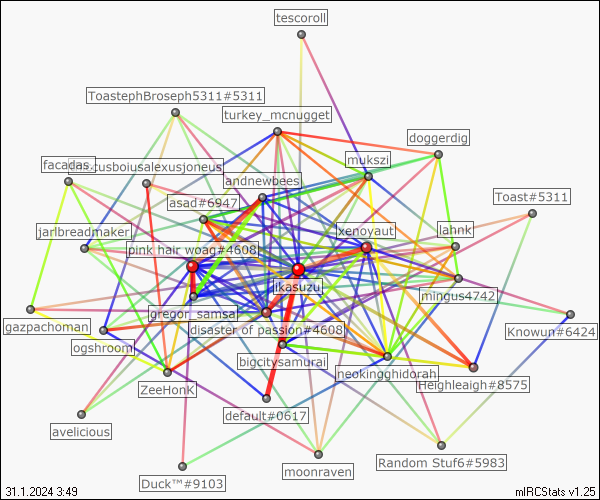 tescoroll
ToastephBroseph5311#5311
turkey_mcnugget
doggerdig
mukszi
facadas_
cusboiusalexusjoneus
andnewbees
asad#6947
Toast#5311
jarlbreadmaker
xenoyaut
lahnk
pink hair woag#4608
ikasuzu
mingus4742
gregor_samsa
gazpachoman
disaster of passion#4608
Knowun#6424
ogshroom
bigcitysamurai
neokingghidorah
ZeeHonK
Heighleaigh#8575
default#0617
avelicious
Random Stuf6#5983
moonraven
Duck™#9103
31.1.2024 3:49
mIRCStats v1.25